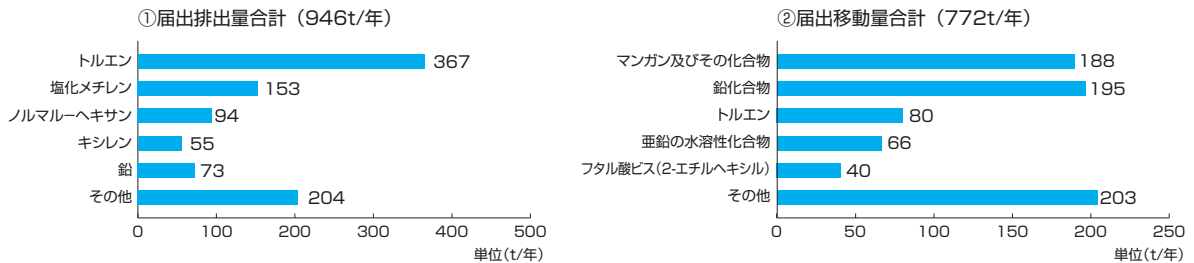 ①届出排出量合計（946t/年）
トルエン 367
塩化メチレン 153
ノルマル－ヘキサン 94
キシレン 55
鉛 73
その他 204
0 100 200 300 400 500
単位(t/年)
②届出移動量合計（772t/年）
マンガン及びその化合物 188
鉛化合物 195
トルエン 80
亜鉛の水溶性化合物 66
フタル酸ビス(2-エチルヘキシル) 40
その他 203
0 50 100 150 200 250
単位(t/年)